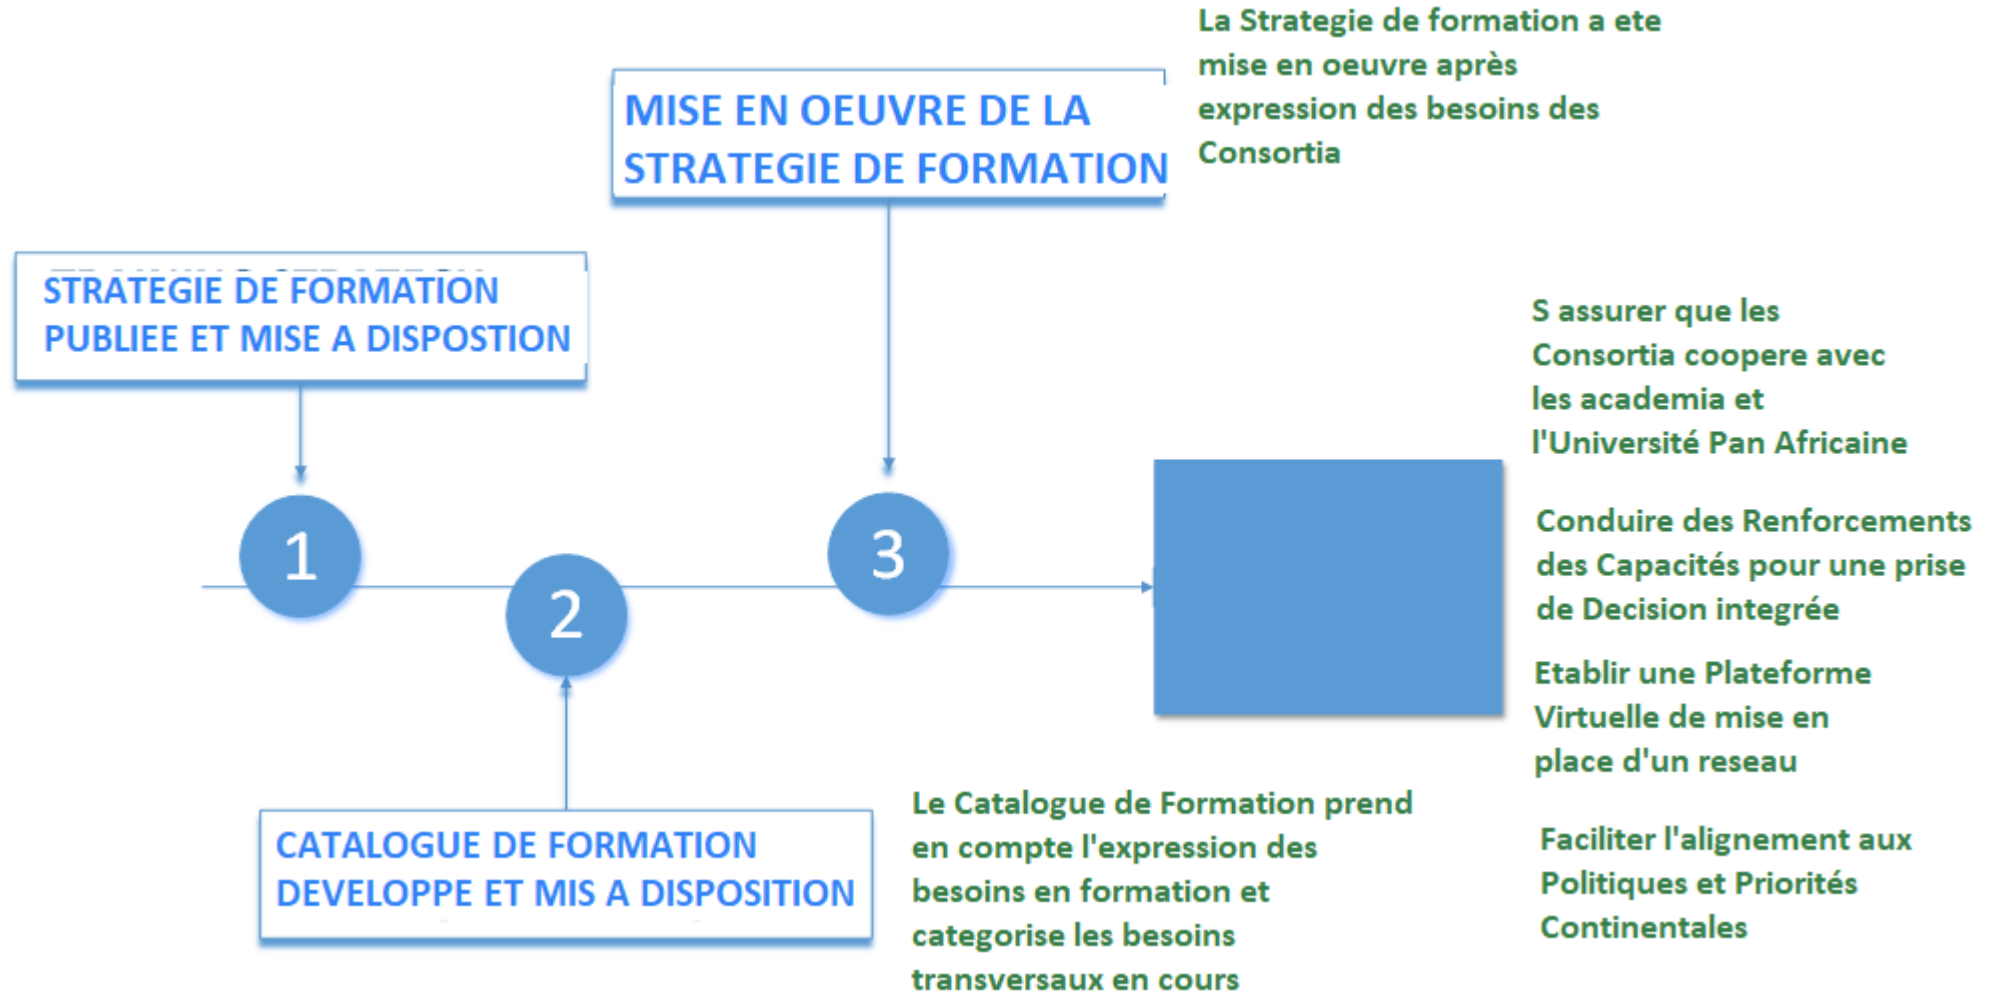 La Strategie de formation a ete
mise en oeuvre après
expression des besoins des
Consortia
MISE EN OEUVRE DE LA
STRATEGIE DE FORMATION
STRATEGIE DE FORMATION
PUBLIEE ET MISE A DISPOSTION
S assurer que les
Consortia coopere avec
les academia et
l'Université Pan Africaine
1
2
3
Conduire des Renforcements
des Capacités pour une prise
de Decision integrée
Etablir une Plateforme
Virtuelle de mise en
place d'un reseau
CATALOGUE DE FORMATION
DEVELOPPE ET MIS A DISPOSITION
Le Catalogue de Formation prend
en compte l'expression des
besoins en formation et
categorise les besoins
transversaux en cours
Faciliter l'alignement aux
Politiques et Priorités
Continentales